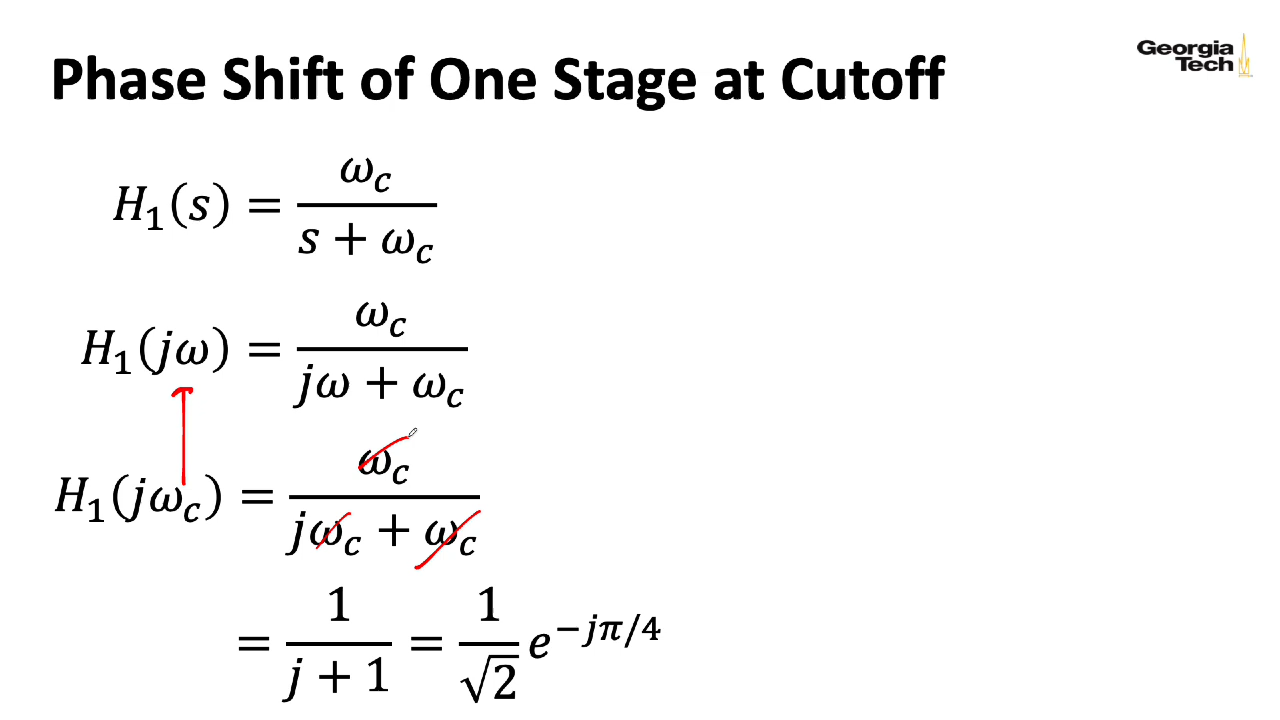 Phase Shift of One Stage at Cutoff
Georgia
Tech
H₁(s) = ω_c / (s + ω_c)
H₁(jω) = ω_c / (jω + ω_c)
H₁(jω_c) = ω_c / (jω_c + ω_c)
= 1 / (j + 1) = 1 / √2 e^(−jπ/4)